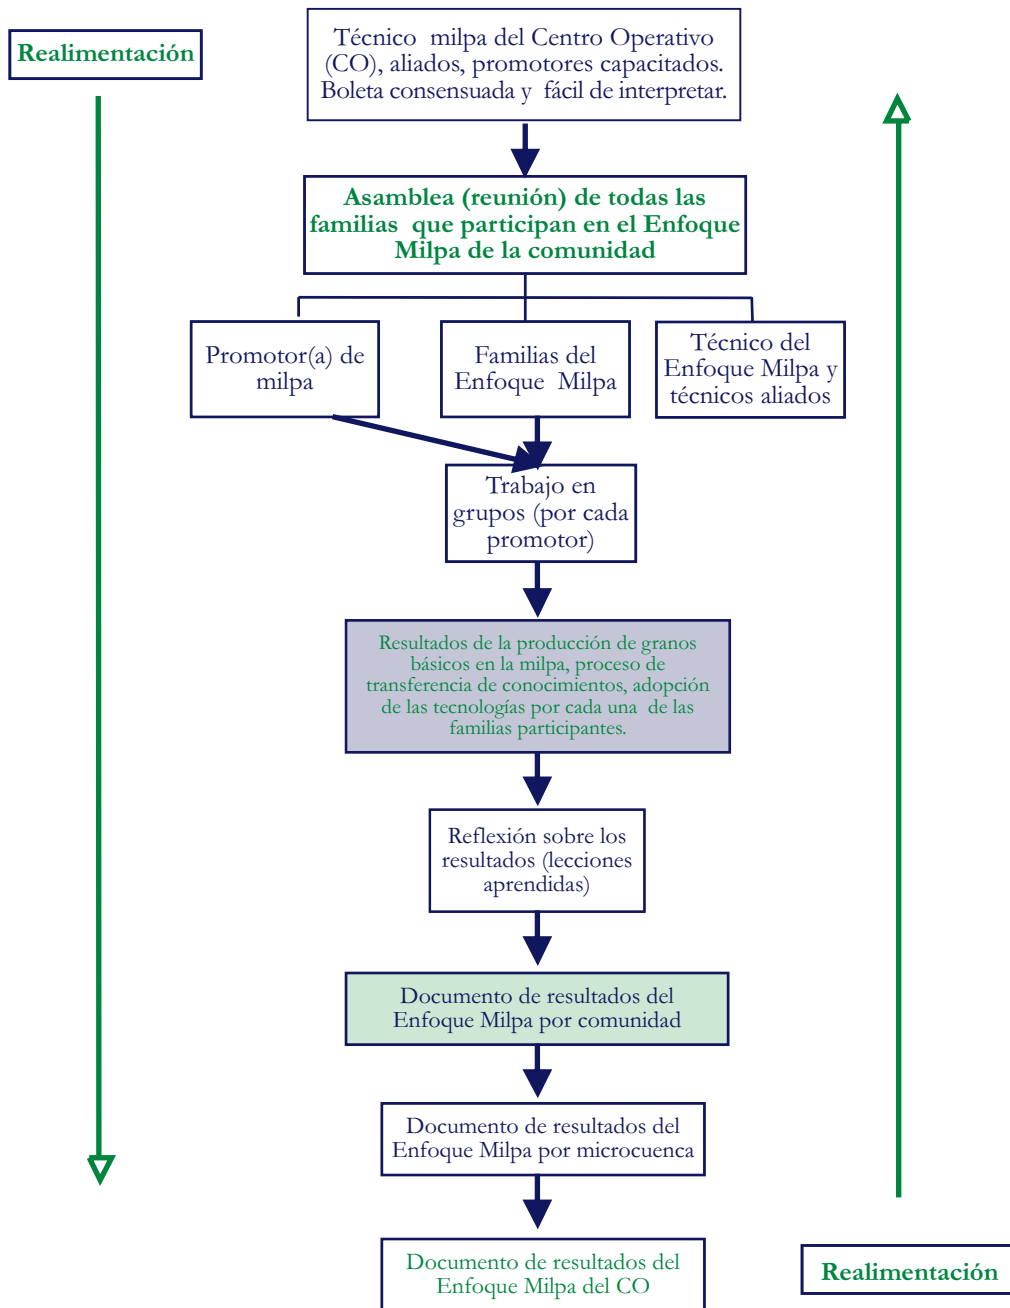 Realimentación
Técnico milpa del Centro Operativo
(CO), aliados, promotores capacitados.
Boleta consensuada y fácil de interpretar.
Asamblea (reunión) de todas las
familias que participan en el Enfoque
Milpa de la comunidad
Promotor(a) de
milpa
Familias del
Enfoque Milpa
Técnico del
Enfoque Milpa y
técnicos aliados
Trabajo en
grupos (por cada
promotor)
Resultados de la producción de granos
básicos en la milpa, proceso de
transferencia de conocimientos, adopción
de las tecnologías por cada una de las
familias participantes.
Reflexión sobre los
resultados (lecciones
aprendidas)
Documento de resultados del
Enfoque Milpa por comunidad
Documento de resultados del
Enfoque Milpa por microcuenca
Documento de resultados del
Enfoque Milpa del CO
Realimentación